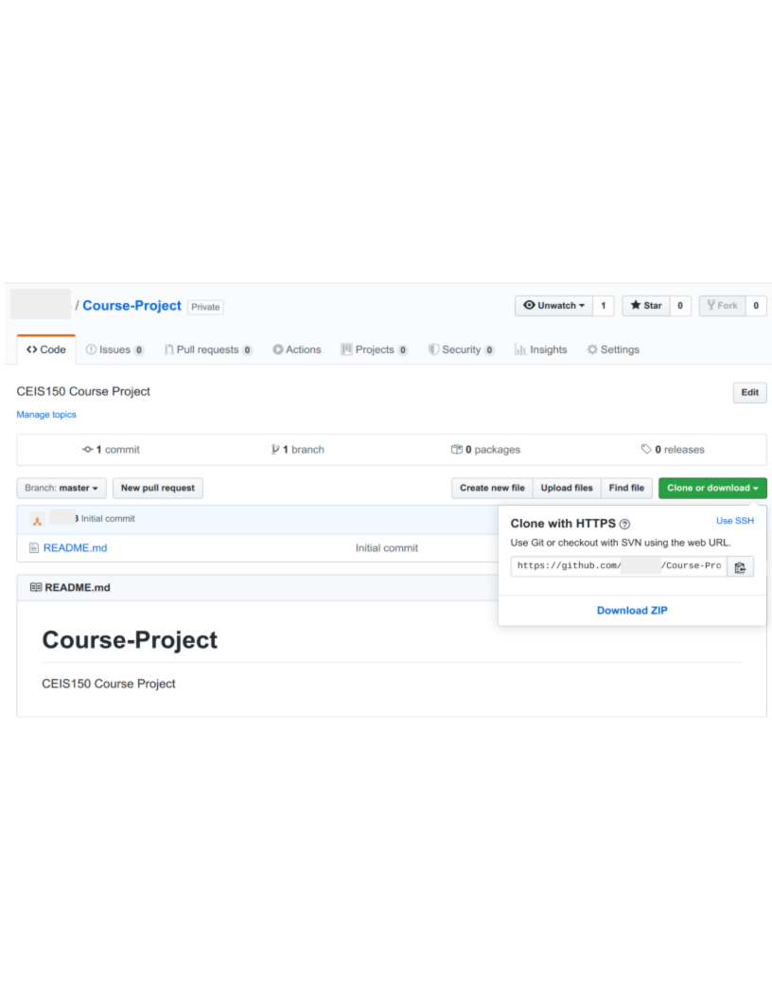 / Course-Project Private
Unwatch 1 Star 0 Fork 0
Code Issues 0 Pull requests 0 Actions Projects 0 Security 0 Insights Settings
CEIS150 Course Project
Edit
Manage topics
1 commit 1 branch 0 packages 0 releases
Branch: master New pull request Create new file Upload files Find file Clone or download
Initial commit
README.md Initial commit
Clone with HTTPS ? Use SSH
Use Git or checkout with SVN using the web URL.
https://github.com/ /Course-Pro
Download ZIP
README.md
Course-Project
CEIS150 Course Project